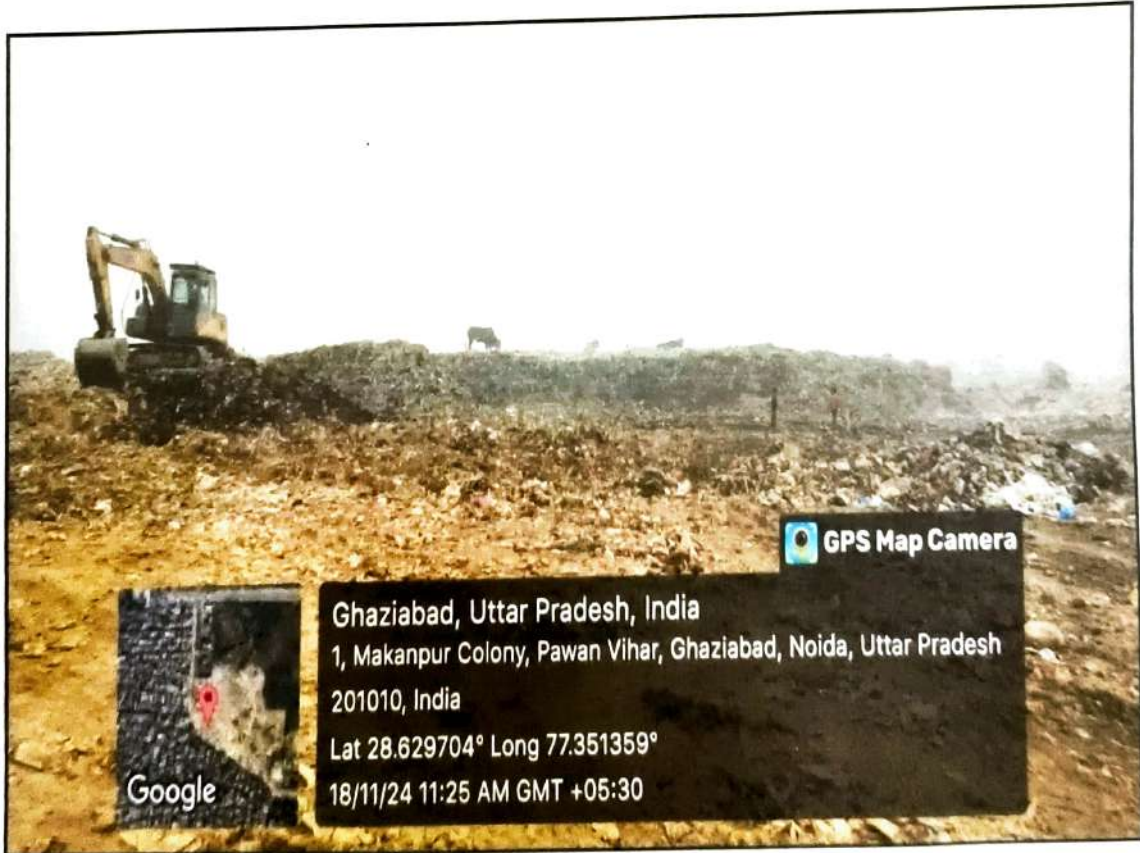 GPS Map Camera
Ghaziabad, Uttar Pradesh, India
1, Makanpur Colony, Pawan Vihar, Ghaziabad, Noida, Uttar Pradesh
201010, India
Lat 28.629704° Long 77.351359°
18/11/24 11:25 AM GMT +05:30
Google